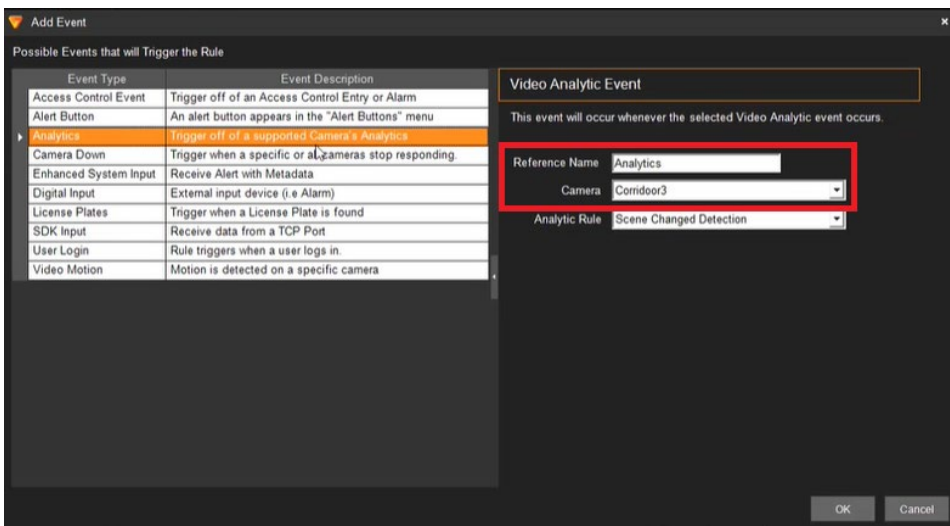 Add Event
Possible Events that will Trigger the Rule
Event Type Event Description
Access Control Event Trigger off of an Access Control Entry or Alarm
Alert Button An alert button appears in the "Alert Buttons" menu
Analytics Trigger off of a supported Camera's Analytics
Camera Down Trigger when a specific or all cameras stop responding.
Enhanced System Input Receive Alert with Metadata
Digital Input External input device (i.e Alarm)
License Plates Trigger when a License Plate is found
SDK Input Receive data from a TCP Port
User Login Rule triggers when a user logs in.
Video Motion Motion is detected on a specific camera
Video Analytic Event
This event will occur whenever the selected Video Analytic event occurs.
Reference Name Analytics
Camera Corridoor3
Analytic Rule Scene Changed Detection
OK Cancel